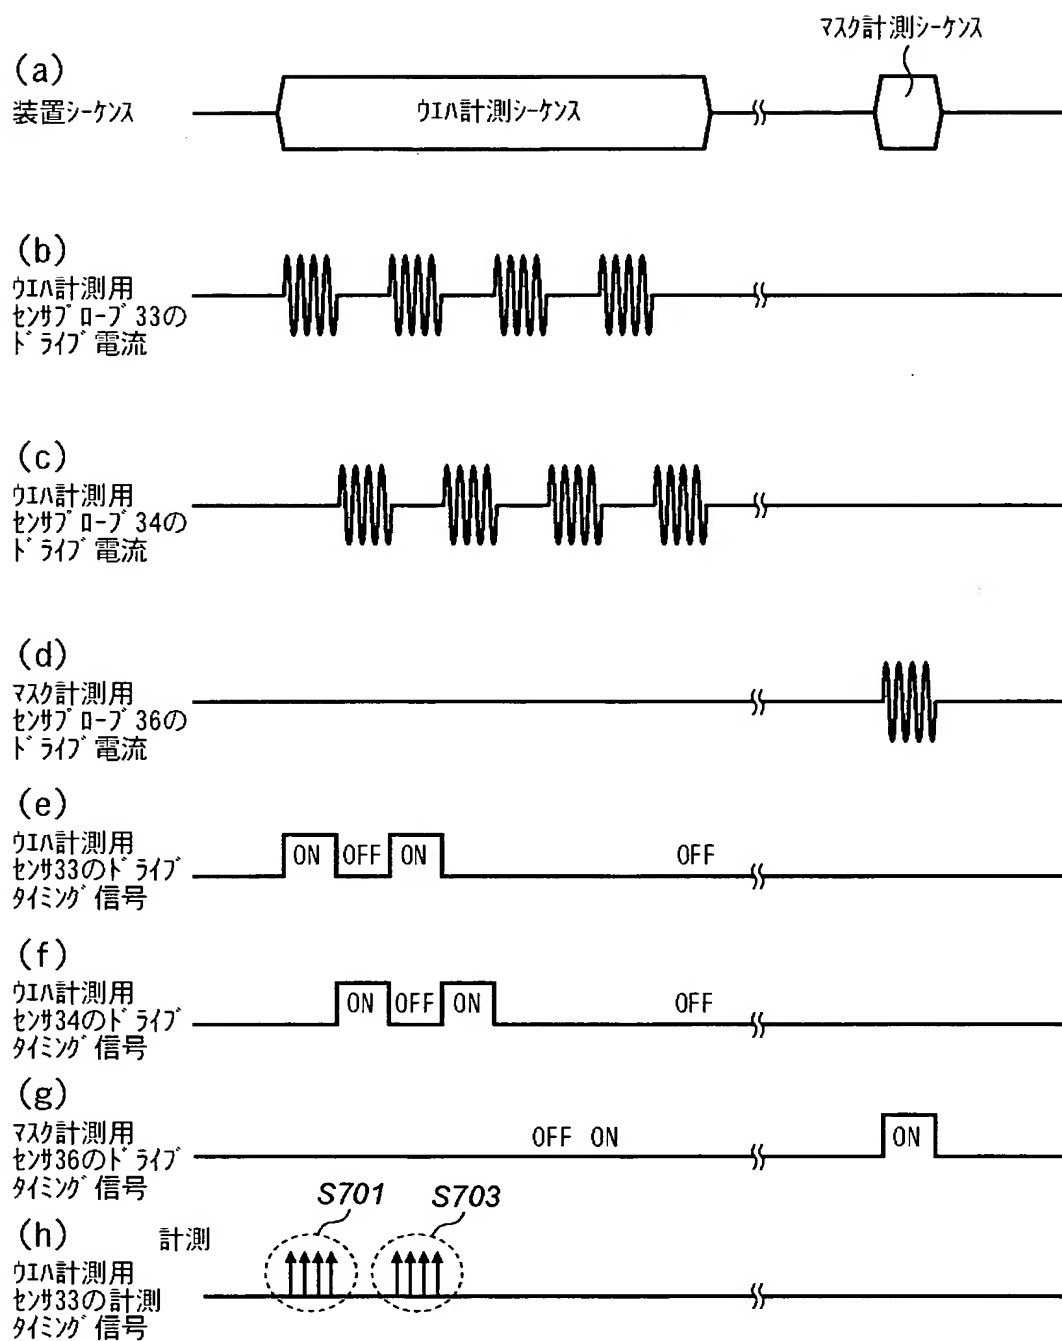 マスク計測シーケンス
(a)
装置シーケンス
ウエハ計測シーケンス
(b)
ウエハ計測用
センサプローブ33の
ドライブ電流
(c)
ウエハ計測用
センサプローブ34の
ドライブ電流
(d)
マスク計測用
センサプローブ36の
ドライブ電流
(e)
ウエハ計測用
センサ33のドライブ
タイミング信号
ON OFF ON OFF
(f)
ウエハ計測用
センサ34のドライブ
タイミング信号
ON OFF ON OFF
(g)
マスク計測用
センサ36のドライブ
タイミング信号
OFF ON ON
S701 S703
(h) 計測
ウエハ計測用
センサ33の計測
タイミング信号